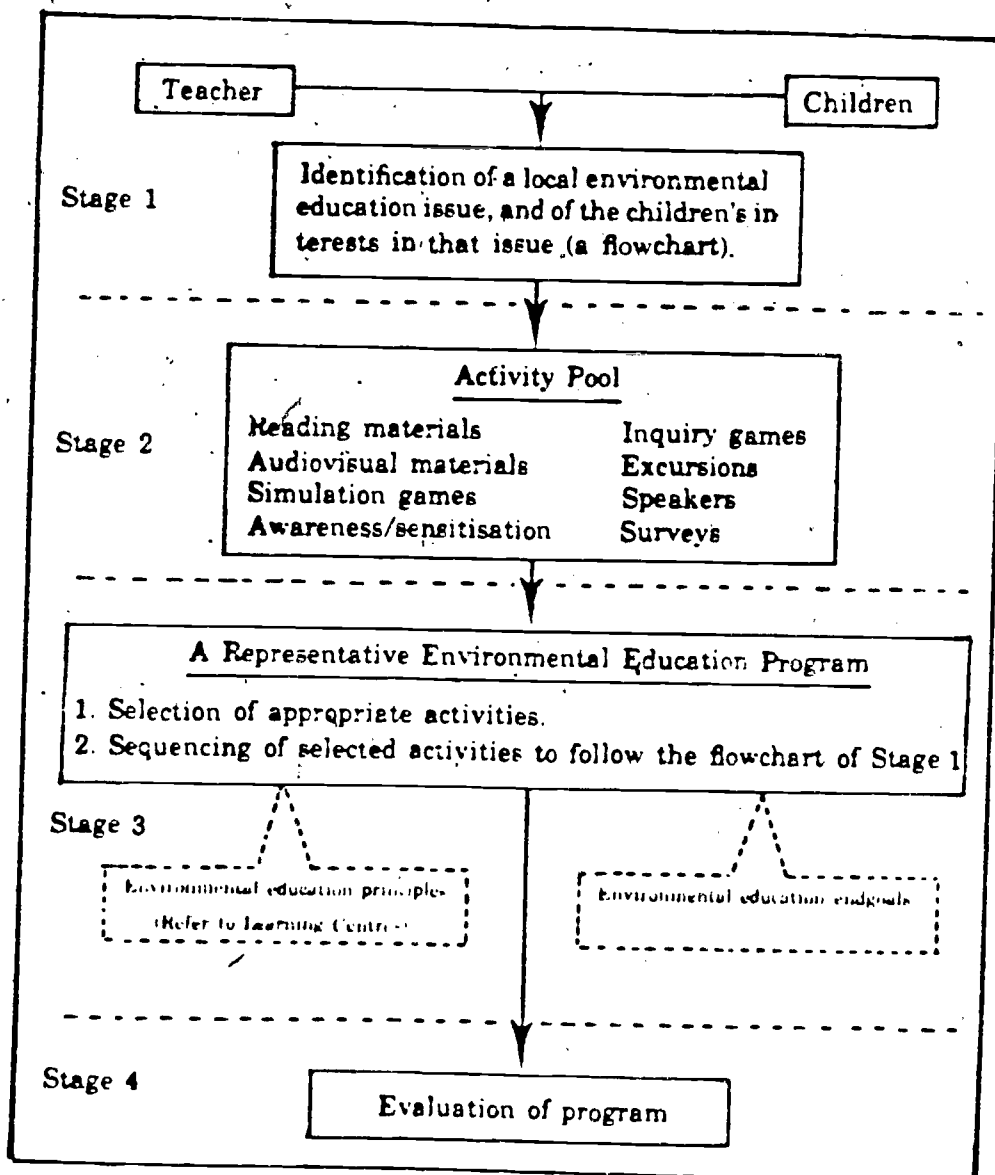 Teacher
Children
Stage 1
Identification of a local environmental
education issue, and of the children's in
terests in that issue (a flowchart).
Stage 2
Activity Pool
Reading materials
Audiovisual materials
Simulation games
Awareness/sensitisation
Inquiry games
Excursions
Speakers
Surveys
A Representative Environmental Education Program
1. Selection of appropriate activities.
2. Sequencing of selected activities to follow the flowchart of Stage 1
Stage 3
Environmental education principles
(Refer to Learning Centres)
Environmental education endgoals
Stage 4
Evaluation of program